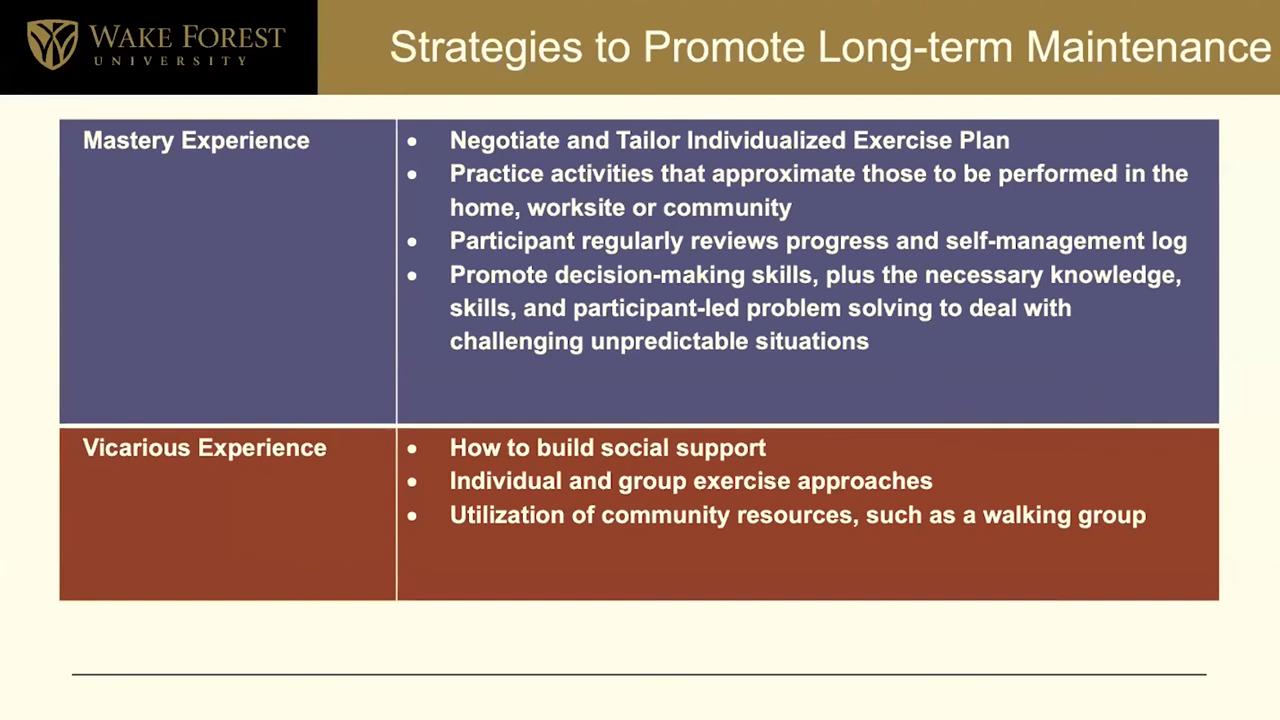 WAKE FOREST
UNIVERSITY
Strategies to Promote Long-term Maintenance
Mastery Experience
• Negotiate and Tailor Individualized Exercise Plan
• Practice activities that approximate those to be performed in the
home, worksite or community
• Participant regularly reviews progress and self-management log
• Promote decision-making skills, plus the necessary knowledge,
skills, and participant-led problem solving to deal with
challenging unpredictable situations
Vicarious Experience
• How to build social support
• Individual and group exercise approaches
• Utilization of community resources, such as a walking group